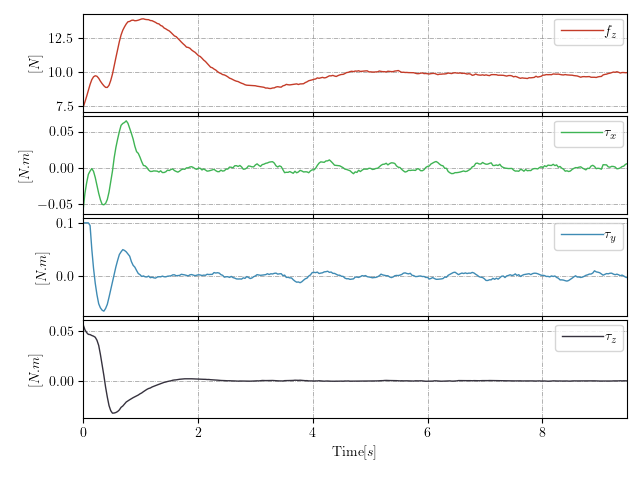 12.5
10.0
7.5
[N]
f_z
0.05
0.00
−0.05
[N.m]
τ_x
0.1
0.0
[N.m]
τ_y
0.05
0.00
[N.m]
τ_z
0 2 4 6 8
Time[s]